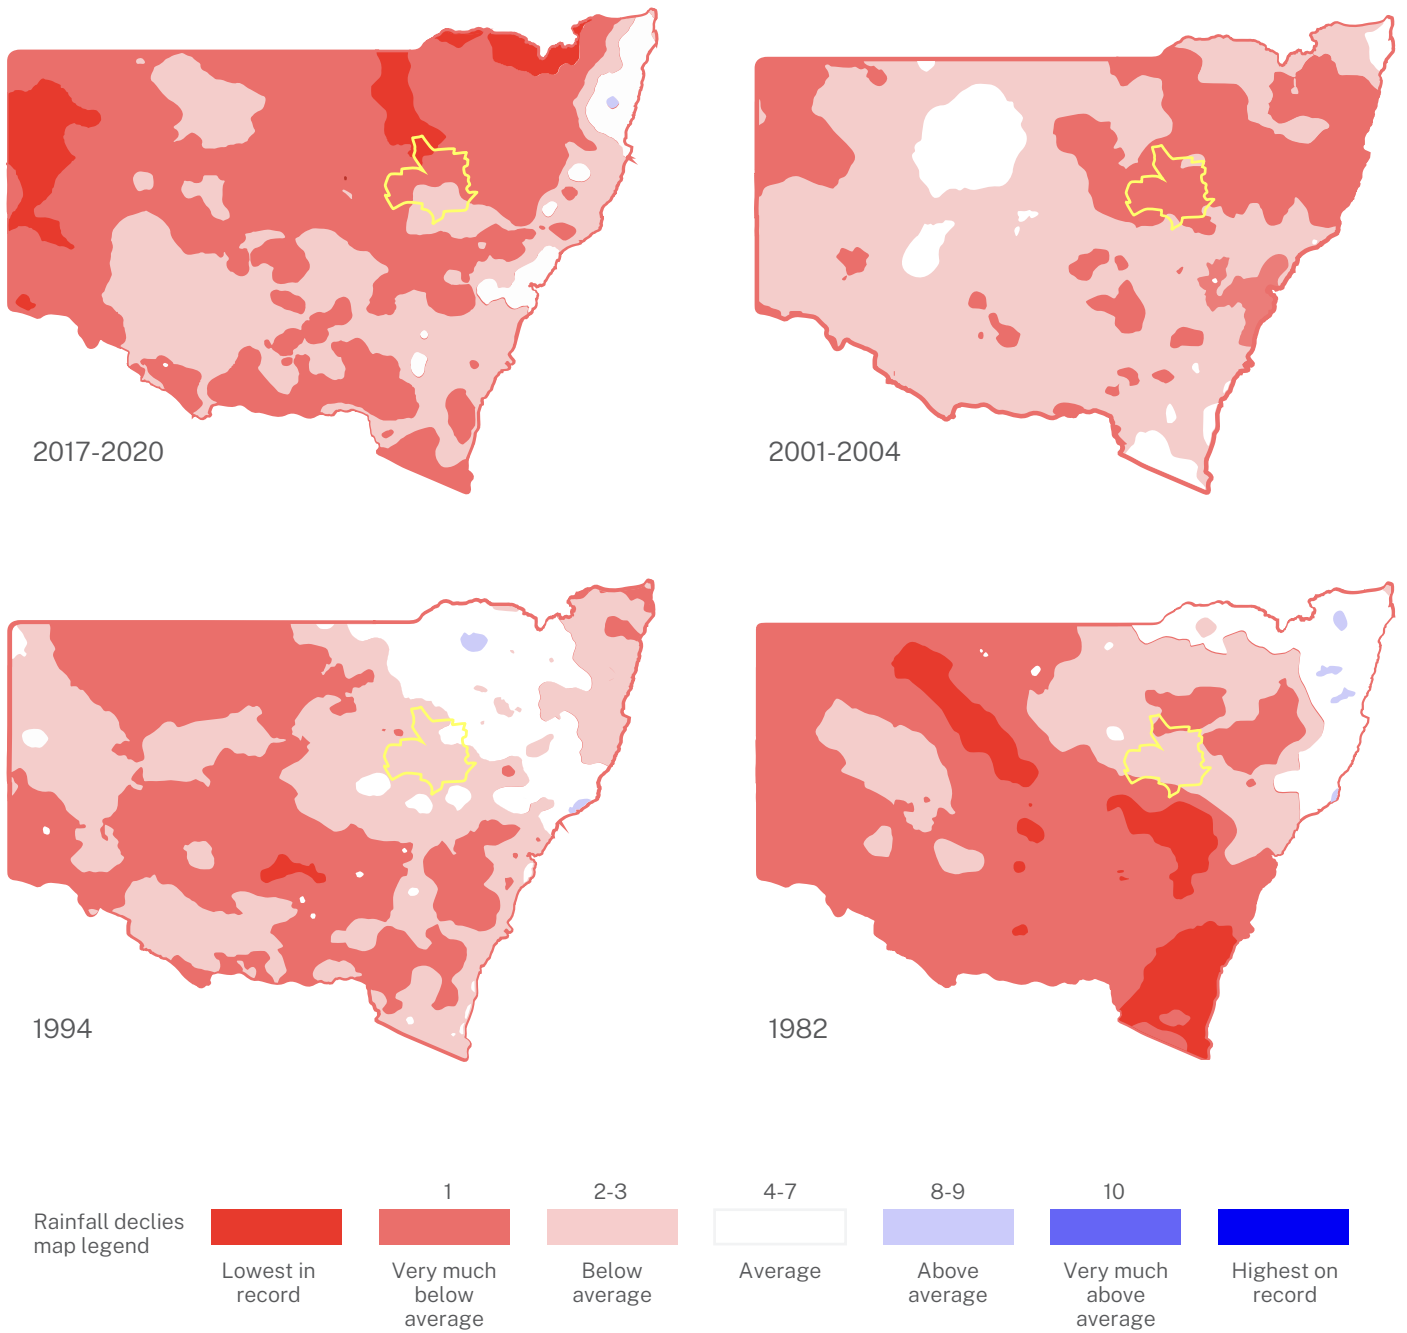 2017-2020
2001-2004
1994
1982
Rainfall declies
map legend
1
2-3
4-7
8-9
10
Lowest in
record
Very much
below
average
Below
average
Average
Above
average
Very much
above
average
Highest on
record